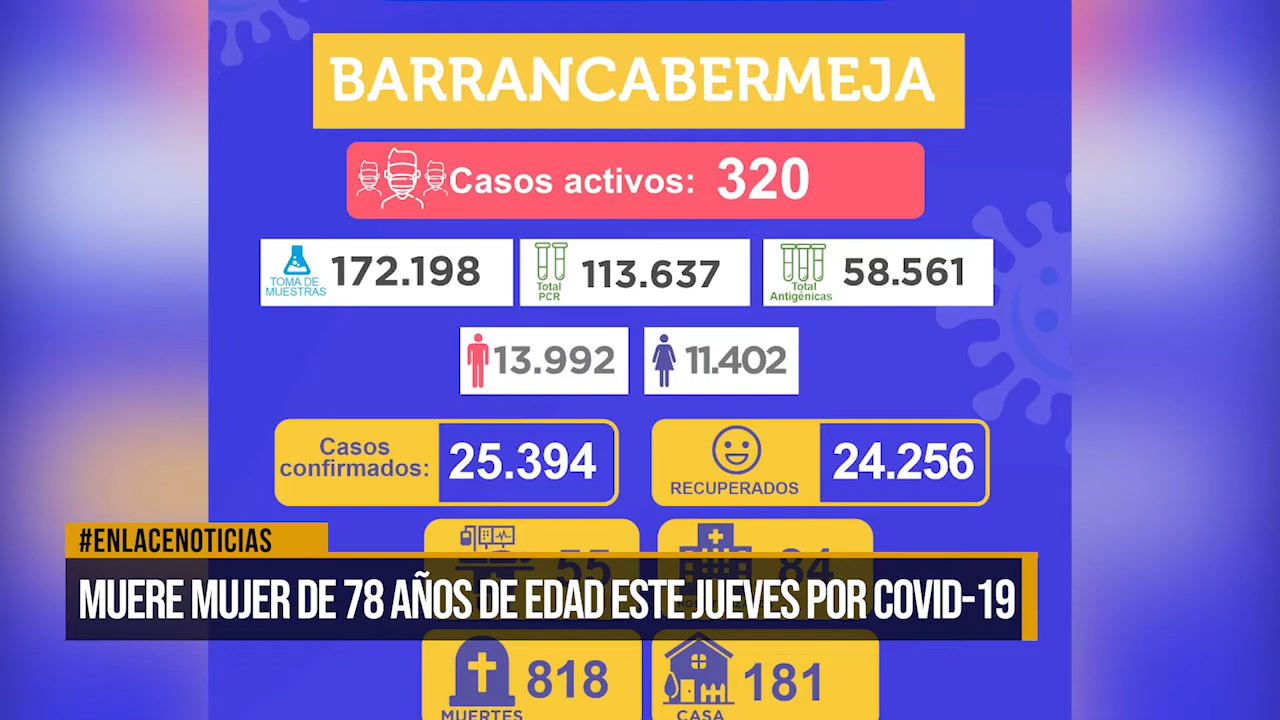 BARRANCABERMEJA
Casos activos: 320
TOMA DE
MUESTRAS
172.198
Total
PCR
113.637
Total
Antigénicas
58.561
13.992
11.402
Casos
confirmados:
25.394
RECUPERADOS
24.256
55
84
#ENLACENOTICIAS
MUERE MUJER DE 78 AÑOS DE EDAD ESTE JUEVES POR COVID-19
818
MUERTES
181
CASA